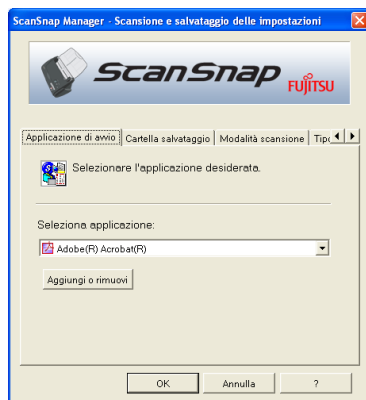 ScanSnap Manager - Scansione e salvataggio delle impostazioni
ScanSnap
FUJITSU
Applicazione di avvio Cartella salvataggio Modalità scansione Tipo
Selezionare l'applicazione desiderata.
Seleziona applicazione:
Adobe(R) Acrobat(R)
Aggiungi o rimuovi
OK Annulla ?